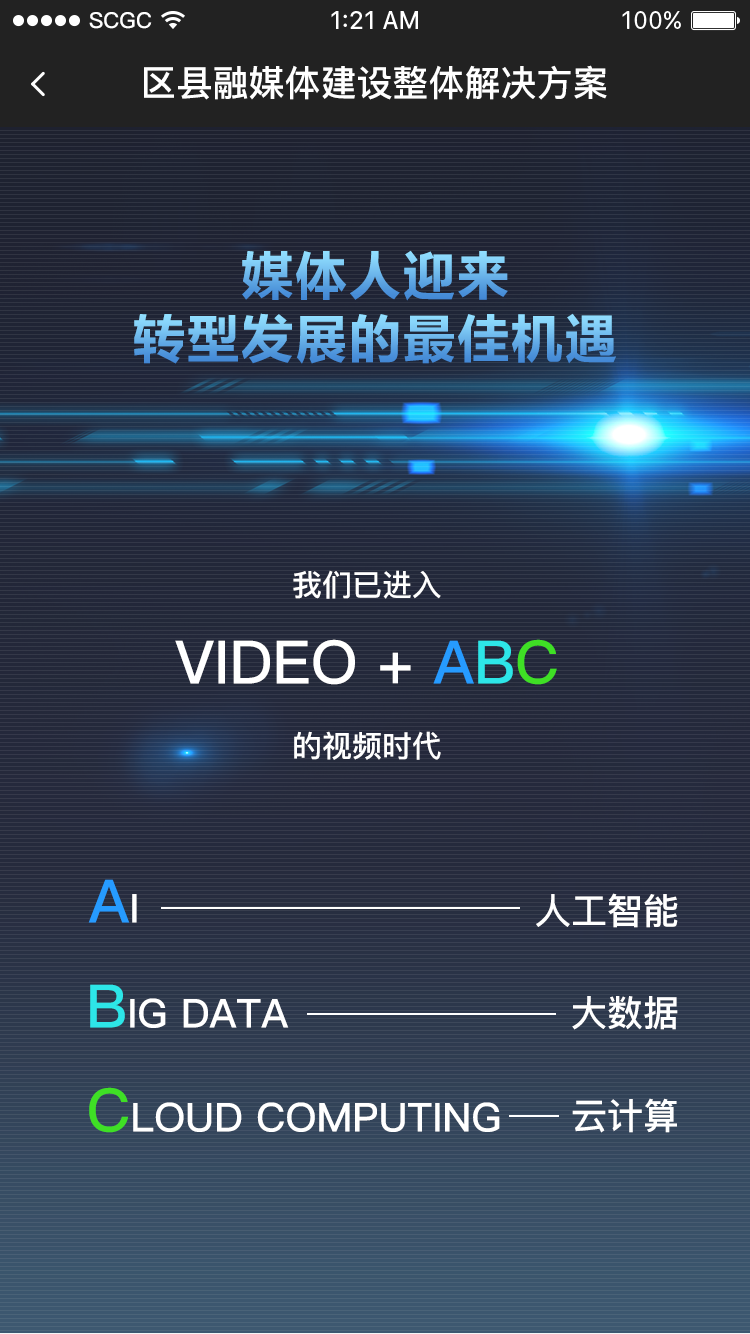 SCGC 1:21 AM 100%
区县融媒体建设整体解决方案
媒体人迎来
转型发展的最佳机遇
我们已进入
VIDEO + ABC
的视频时代
AI 人工智能
BIG DATA 大数据
CLOUD COMPUTING 云计算